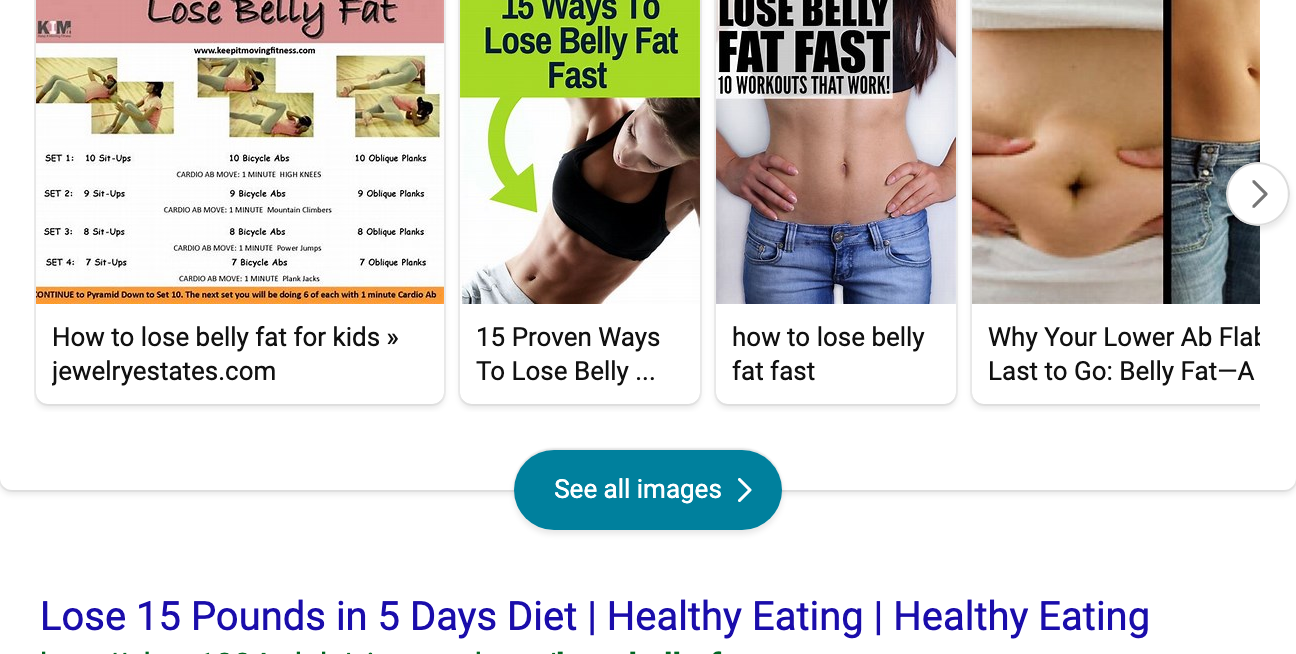 Lose Belly Fat
KIM
www.keepitmovingfitness.com
SET 1: 10 Sit-Ups 10 Bicycle Abs 10 Oblique Planks
CARDIO AB MOVE: 1 MINUTE HIGH KNEES
SET 2: 9 Sit-Ups 9 Bicycle Abs 9 Oblique Planks
CARDIO AB MOVE: 1 MINUTE Mountain Climbers
SET 3: 8 Sit-Ups 8 Bicycle Abs 8 Oblique Planks
CARDIO AB MOVE: 1 MINUTE Power Jumps
SET 4: 7 Sit-Ups 7 Bicycle Abs 7 Oblique Planks
CARDIO AB MOVE: 1 MINUTE Plank Jacks
CONTINUE to Pyramid Down to Set 10. The next set you will be doing 6 of each with 1 minute Cardio Ab
How to lose belly fat for kids »
jewelryestates.com
15 Ways To
Lose Belly Fat
Fast
15 Proven Ways
To Lose Belly ...
LOSE BELLY
FAT FAST
10 WORKOUTS THAT WORK!
how to lose belly
fat fast
Why Your Lower Ab Flab
Last to Go: Belly Fat—A
See all images
Lose 15 Pounds in 5 Days Diet | Healthy Eating | Healthy Eating